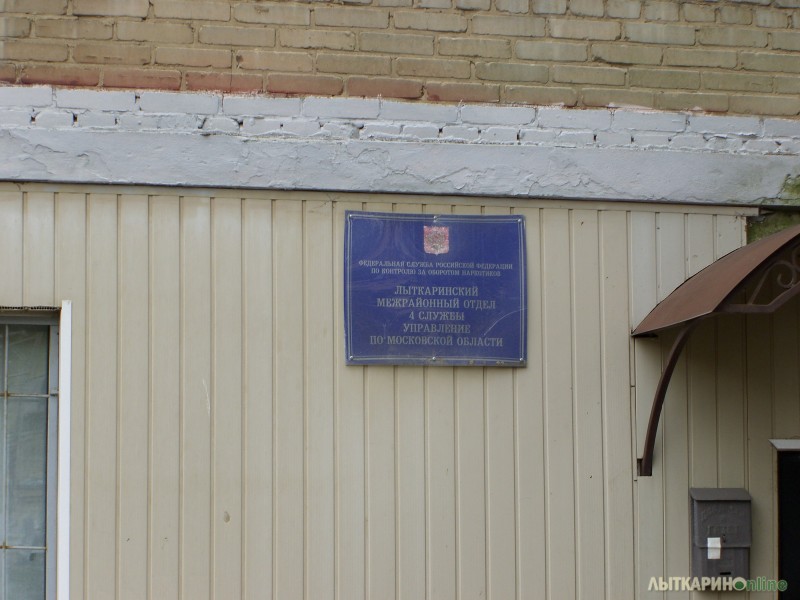 ФЕДЕРАЛЬНАЯ СЛУЖБА РОССИЙСКОЙ ФЕДЕРАЦИИ
ПО КОНТРОЛЮ ЗА ОБОРОТОМ НАРКОТИКОВ
ЛЫТКАРИНСКИЙ
МЕЖРАЙОННЫЙ ОТДЕЛ
4 СЛУЖБЫ
УПРАВЛЕНИЕ
ПО МОСКОВСКОЙ ОБЛАСТИ
ЛЫТКАРИНОonline